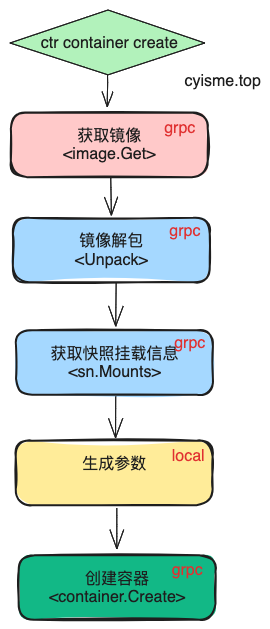 ctr container create
cyisme.top
获取镜像
grpc
<image.Get>
镜像解包
grpc
<Unpack>
获取快照挂载信息
grpc
<sn.Mounts>
生成参数
local
创建容器
grpc
<container.Create>